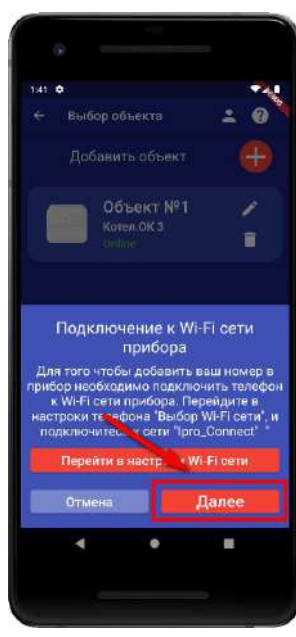 1:41
Выбор объекта
Добавить объект
Объект №1
Котел.ОК 3
Online
Подключение к Wi-Fi сети
прибора
Для того чтобы добавить ваш номер в
прибор необходимо подключить телефон
к Wi-Fi сети прибора. Перейдите в
настроки телефона "Выбор Wi-Fi сети", и
сети "Ipro_Connect" "
Перейти в Wi-Fi сети
Отмена
Далее